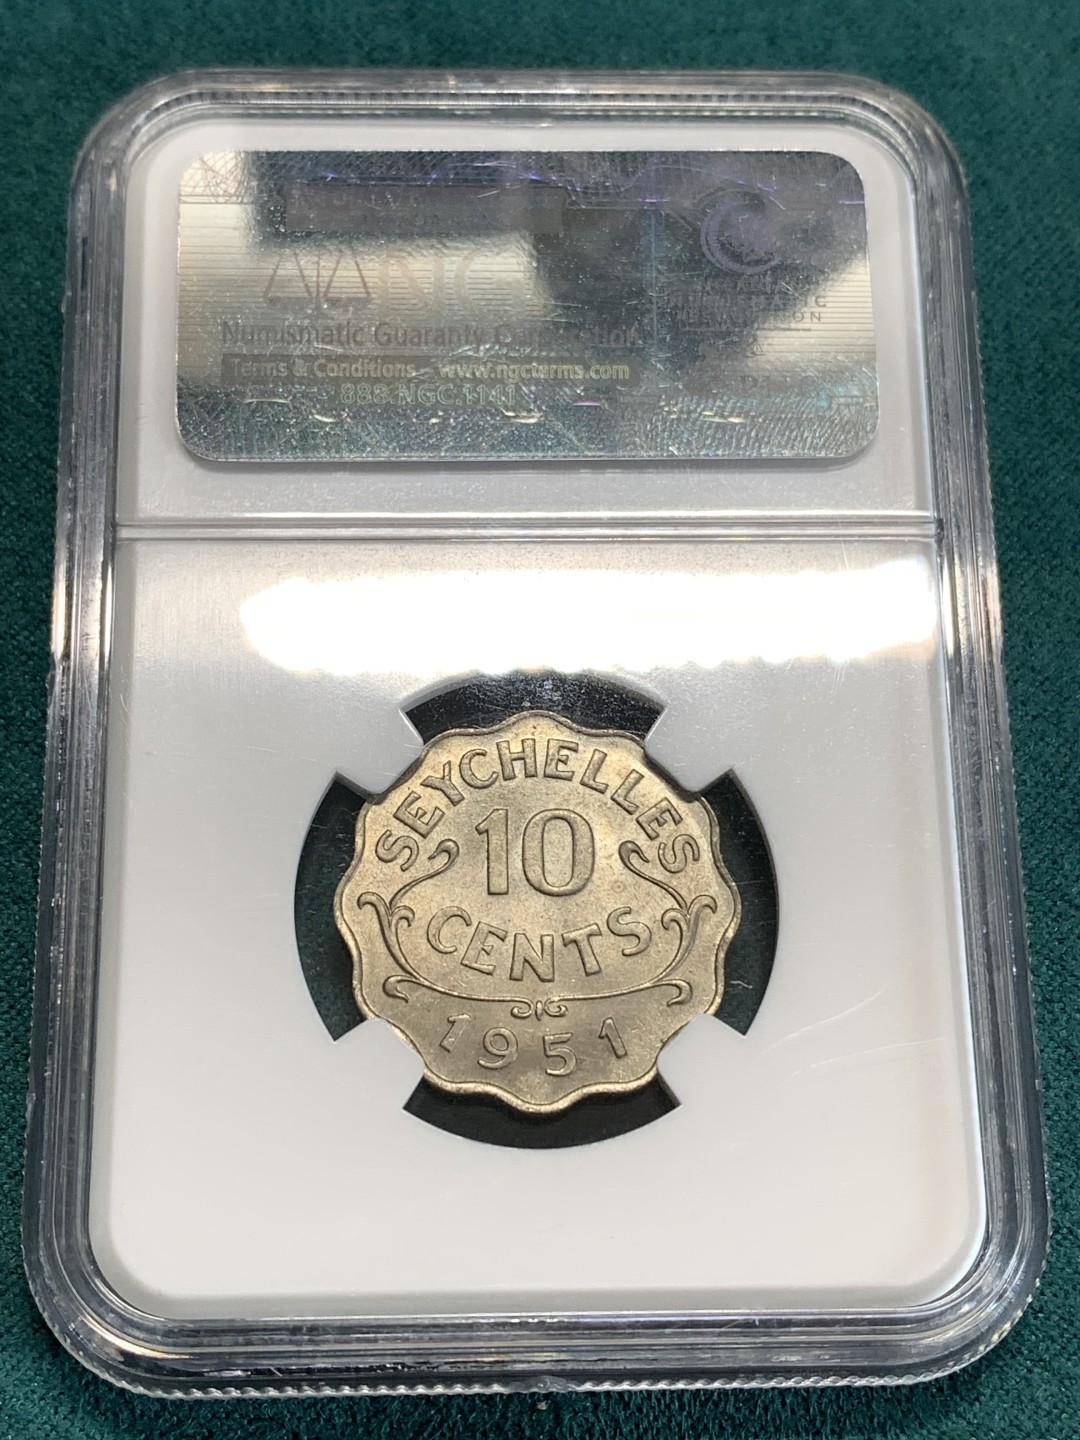 NGC
Numismatic Guaranty Corporation
Terms & Conditions - www.ngcterms.com
888.NGC.1141
SEYCHELLES
10
CENTS
1951